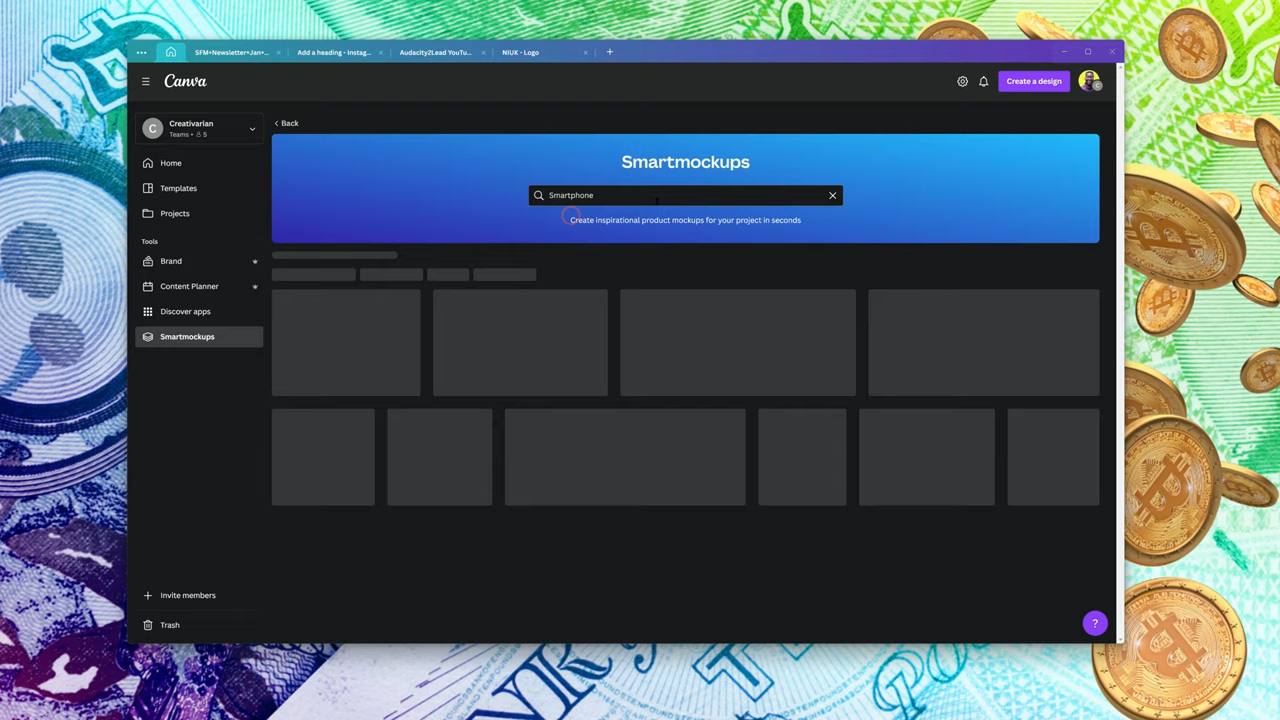 SFM+Newsletter+Jan+...
Add a heading - Instag...
Audacity2Lead YouTu...
NIUK - Logo
Canva
Create a design
C
Creativarian
Teams • 5
Back
Smartmockups
Smartphone
Create inspirational product mockups for your project in seconds
Home
Templates
Projects
Tools
Brand
Content Planner
Discover apps
Smartmockups
Invite members
Trash
?